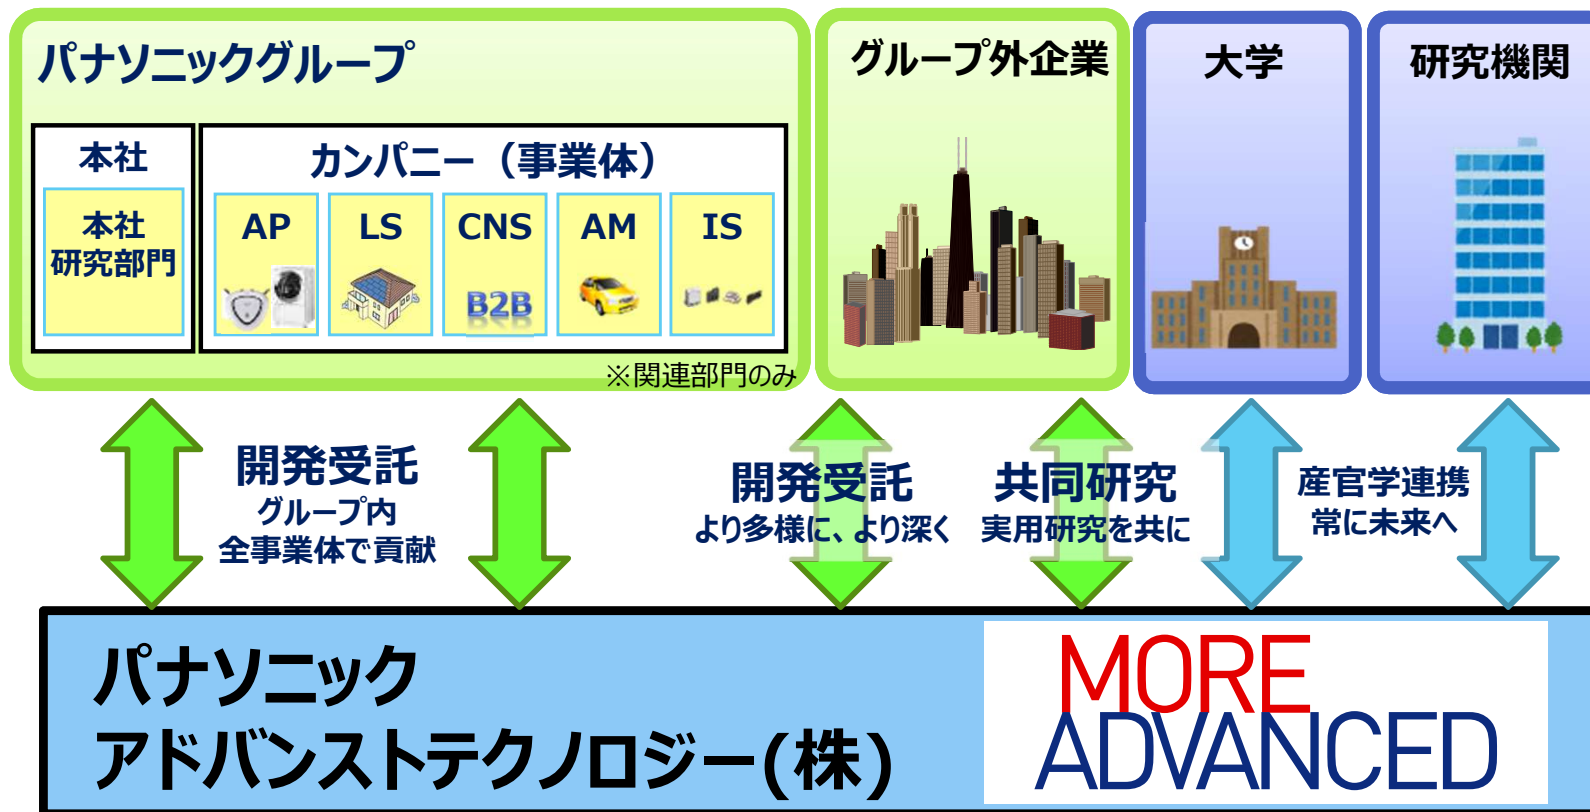 パナソニックグループ
本社
本社
研究部門
カンパニー（事業体）
AP
LS
CNS
B2B
AM
IS
※関連部門のみ
グループ外企業
大学
研究機関
開発受託
グループ内
全事業体で貢献
開発受託
より多様に、より深く
共同研究
実用研究を共に
産官学連携
常に未来へ
パナソニック
アドバンストテクノロジー(株)
MORE
ADVANCED